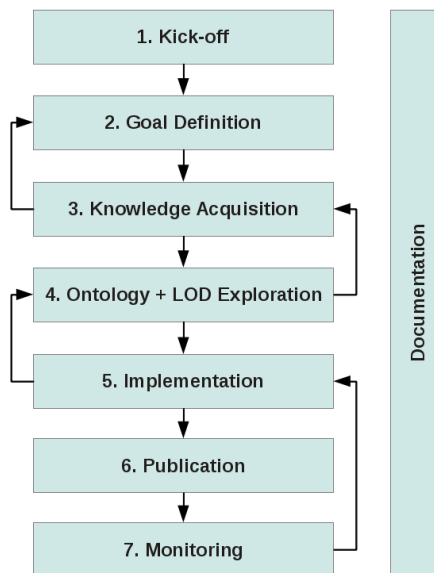 1. Kick-off
2. Goal Definition
3. Knowledge Acquisition
4. Ontology + LOD Exploration
5. Implementation
6. Publication
7. Monitoring
Documentation